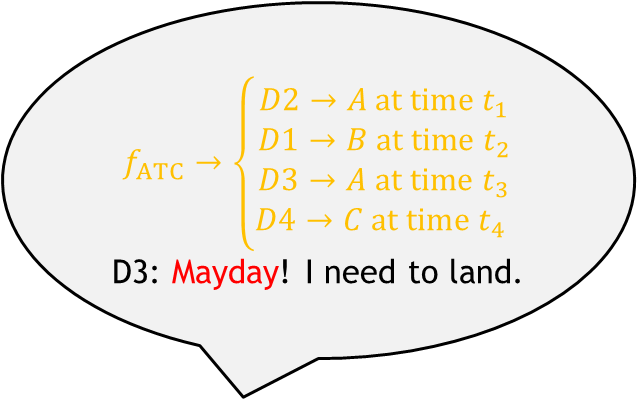 D2 → A at time t₁
D1 → B at time t₂
f_ATC →
D3 → A at time t₃
D4 → C at time t₄
D3: Mayday! I need to land.